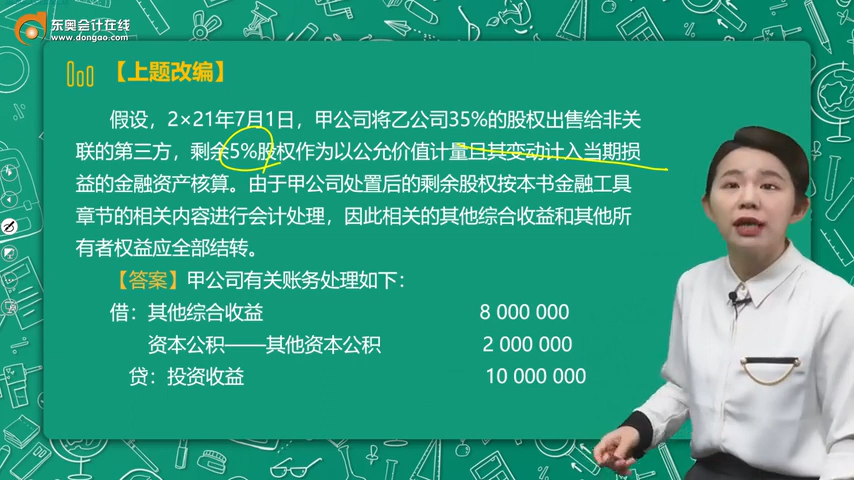 东奥会计在线
www.dongao.com
【上题改编】
假设，2×21年7月1日，甲公司将乙公司35%的股权出售给非关
联的第三方，剩余5%股权作为以公允价值计量且其变动计入当期损
益的金融资产核算。由于甲公司处置后的剩余股权按本书金融工具
章节的相关内容进行会计处理，因此相关的其他综合收益和其他所
有者权益应全部结转。
【答案】甲公司有关账务处理如下：
借：其他综合收益 8 000 000
资本公积——其他资本公积 2 000 000
贷：投资收益 10 000 000